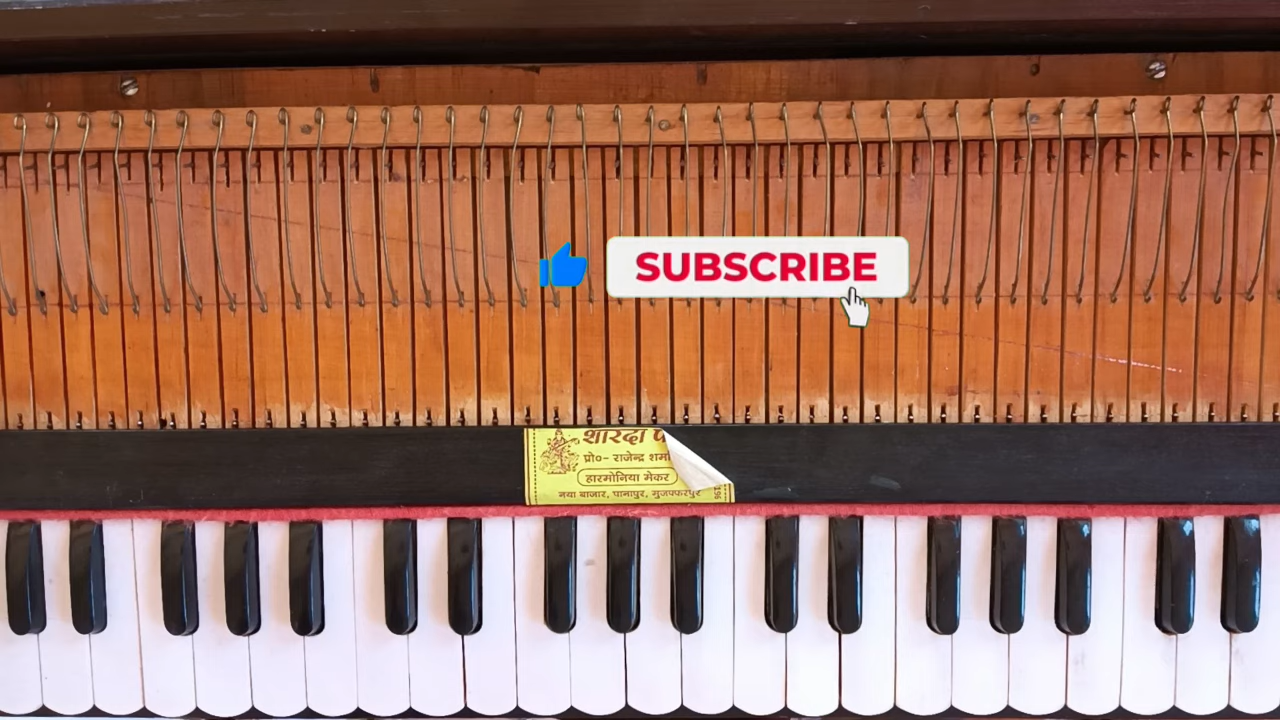 SUBSCRIBE
शारदा
प्रो०- राजेन्द्र शर्मा
हारमोनिया मेकर
नया बाजार, पानापुर, मुजफ्फरपुर